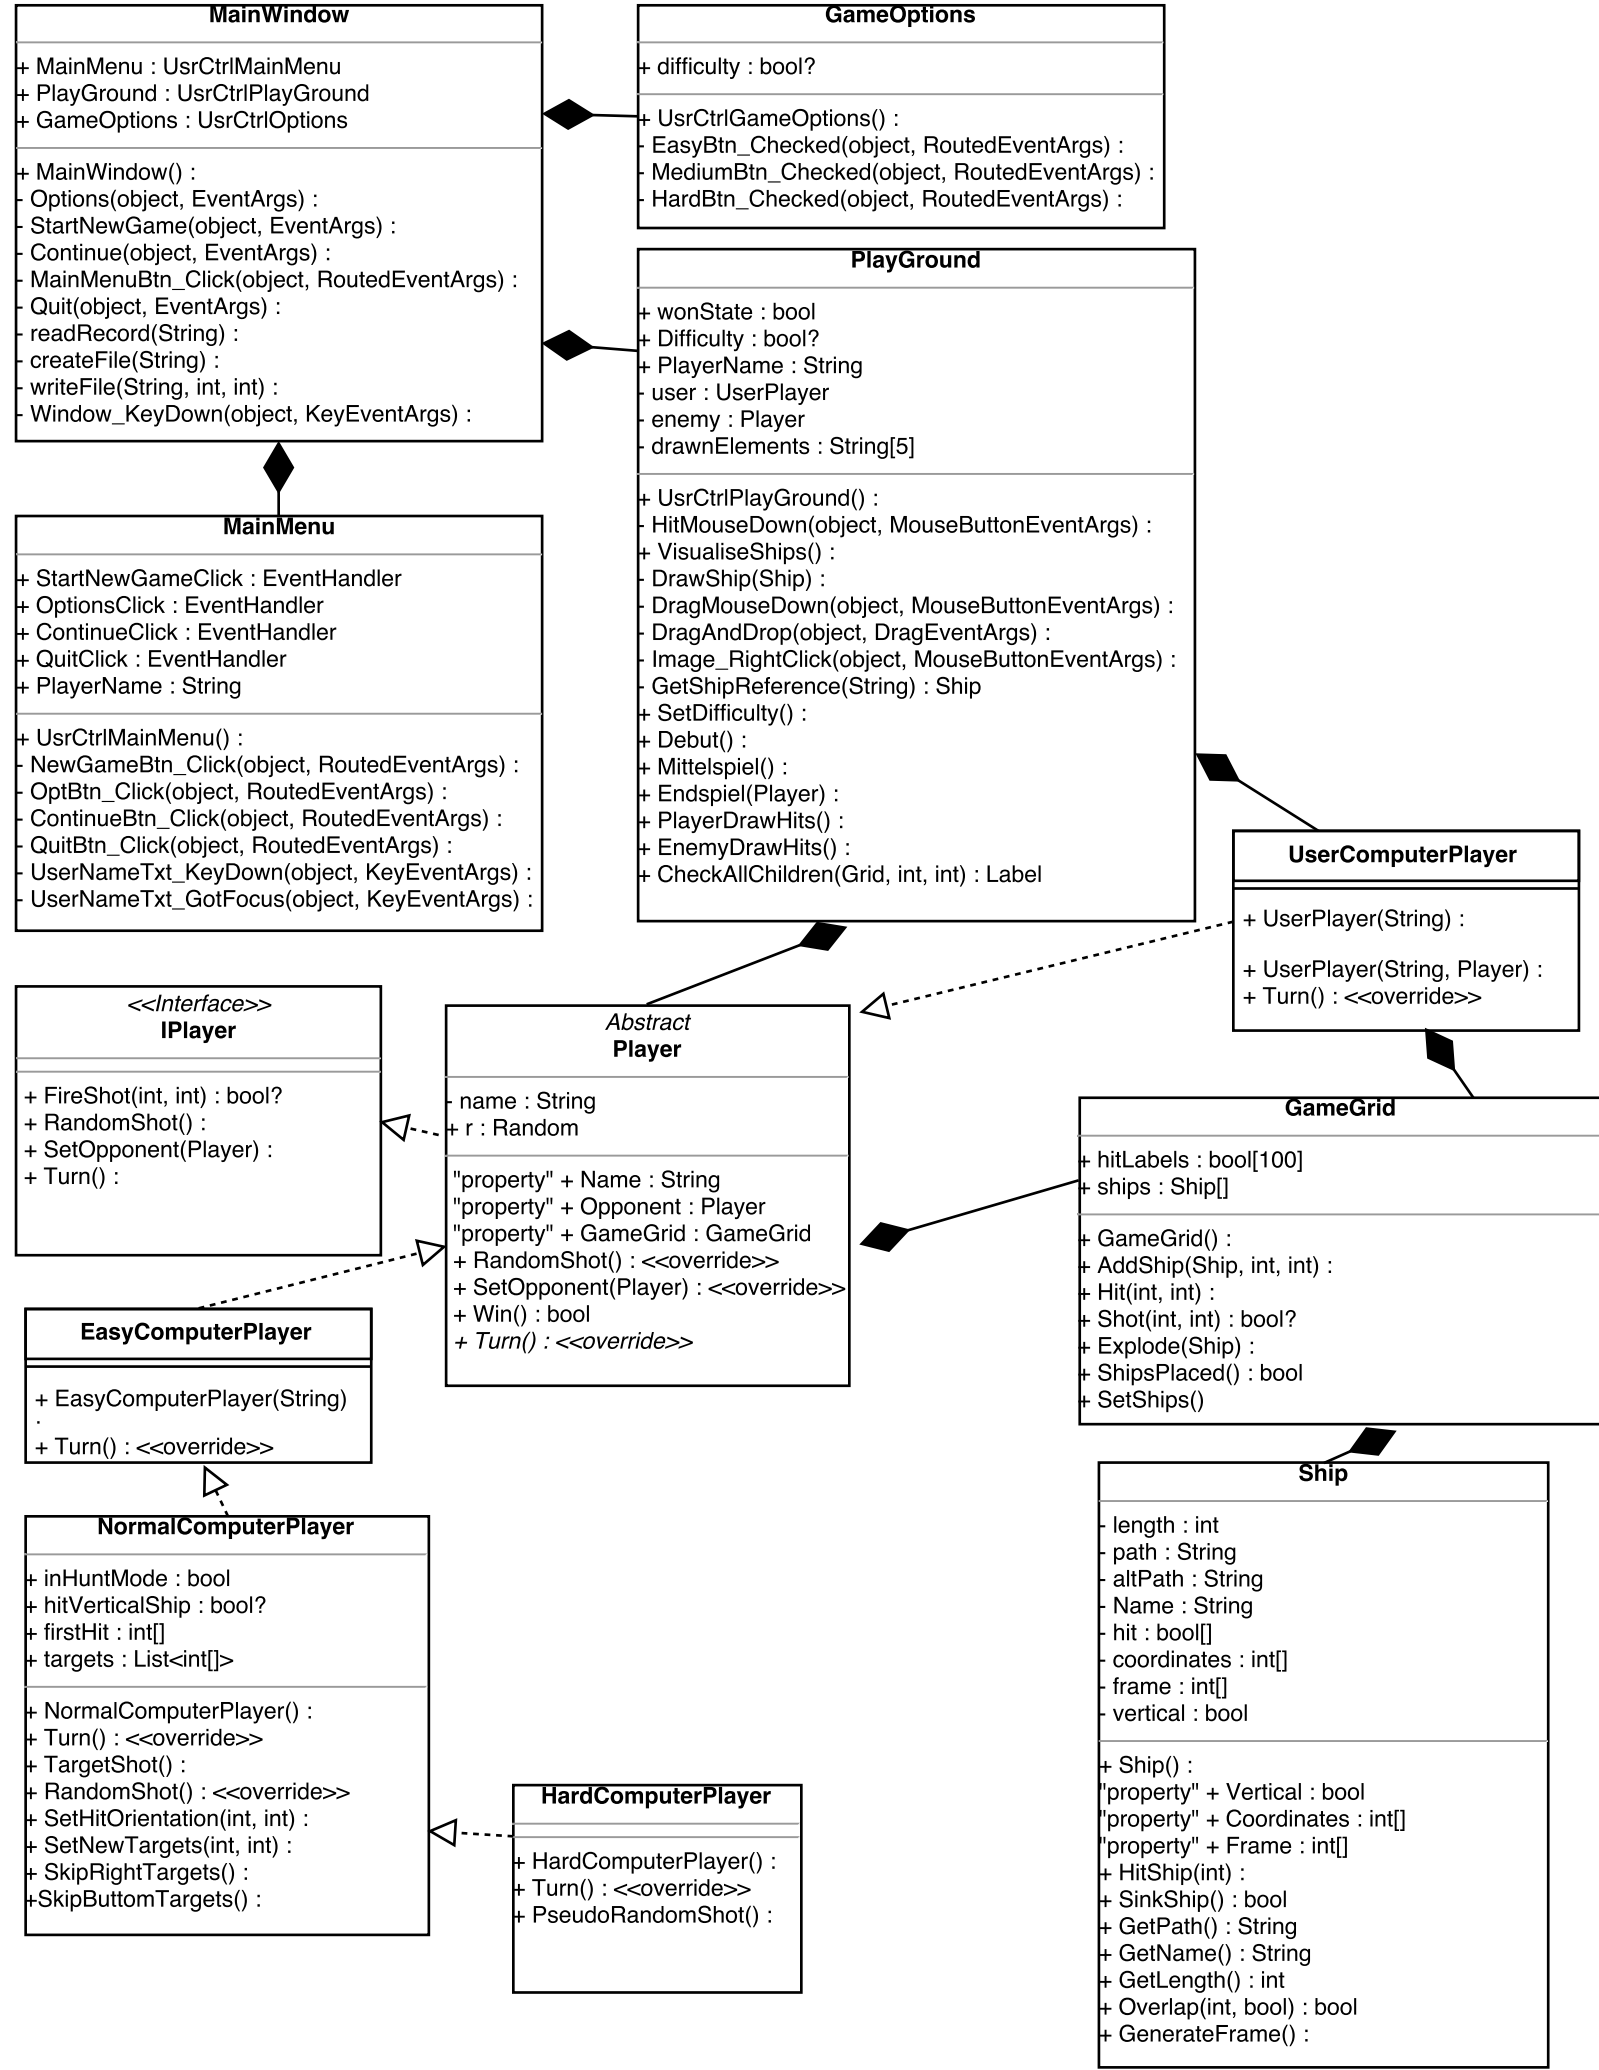 MainWindow
+ MainMenu : UsrCtrlMainMenu
+ PlayGround : UsrCtrlPlayGround
+ GameOptions : UsrCtrlOptions
+ MainWindow() :
- Options(object, EventArgs) :
- StartNewGame(object, EventArgs) :
- Continue(object, EventArgs) :
- MainMenuBtn_Click(object, RoutedEventArgs) :
- Quit(object, EventArgs) :
- readRecord(String) :
- createFile(String) :
- writeFile(String, int, int) :
- Window_KeyDown(object, KeyEventArgs) :
GameOptions
+ difficulty : bool?
+ UsrCtrlGameOptions() :
- EasyBtn_Checked(object, RoutedEventArgs) :
- MediumBtn_Checked(object, RoutedEventArgs) :
- HardBtn_Checked(object, RoutedEventArgs) :
PlayGround
+ wonState : bool
+ Difficulty : bool?
+ PlayerName : String
- user : UserPlayer
- enemy : Player
- drawnElements : String[5]
+ UsrCtrlPlayGround() :
- HitMouseDown(object, MouseButtonEventArgs) :
+ VisualiseShips() :
- DrawShip(Ship) :
- DragMouseDown(object, MouseButtonEventArgs) :
- DragAndDrop(object, DragEventArgs) :
- Image_RightClick(object, MouseButtonEventArgs) :
- GetShipReference(String) : Ship
+ SetDifficulty() :
+ Debut() :
+ Mittelspiel() :
+ Endspiel(Player) :
+ PlayerDrawHits() :
+ EnemyDrawHits() :
+ CheckAllChildren(Grid, int, int) : Label
MainMenu
+ StartNewGameClick : EventHandler
+ OptionsClick : EventHandler
+ ContinueClick : EventHandler
+ QuitClick : EventHandler
+ PlayerName : String
+ UsrCtrlMainMenu() :
- NewGameBtn_Click(object, RoutedEventArgs) :
- OptBtn_Click(object, RoutedEventArgs) :
- ContinueBtn_Click(object, RoutedEventArgs) :
- QuitBtn_Click(object, RoutedEventArgs) :
- UserNameTxt_KeyDown(object, KeyEventArgs) :
- UserNameTxt_GotFocus(object, KeyEventArgs) :
UserComputerPlayer
+ UserPlayer(String) :
+ UserPlayer(String, Player) :
+ Turn() : <<override>>
<<Interface>>
IPlayer
+ FireShot(int, int) : bool?
+ RandomShot() :
+ SetOpponent(Player) :
+ Turn() :
Abstract
Player
- name : String
+ r : Random
"property" + Name : String
"property" + Opponent : Player
"property" + GameGrid : GameGrid
+ RandomShot() : <<override>>
+ SetOpponent(Player) : <<override>>
+ Win() : bool
+ Turn() : <<override>>
GameGrid
+ hitLabels : bool[100]
+ ships : Ship[]
+ GameGrid() :
+ AddShip(Ship, int, int) :
+ Hit(int, int) :
+ Shot(int, int) : bool?
+ Explode(Ship) :
+ ShipsPlaced() : bool
+ SetShips()
EasyComputerPlayer
+ EasyComputerPlayer(String)
.
+ Turn() : <<override>>
NormalComputerPlayer
+ inHuntMode : bool
+ hitVerticalShip : bool?
+ firstHit : int[]
+ targets : List<int[]>
+ NormalComputerPlayer() :
+ Turn() : <<override>>
+ TargetShot() :
+ RandomShot() : <<override>>
+ SetHitOrientation(int, int) :
+ SetNewTargets(int, int) :
+ SkipRightTargets() :
+SkipButtomTargets() :
HardComputerPlayer
+ HardComputerPlayer() :
+ Turn() : <<override>>
+ PseudoRandomShot() :
Ship
- length : int
- path : String
- altPath : String
- Name : String
- hit : bool[]
- coordinates : int[]
- frame : int[]
- vertical : bool
+ Ship() :
"property" + Vertical : bool
"property" + Coordinates : int[]
"property" + Frame : int[]
+ HitShip(int) :
+ SinkShip() : bool
+ GetPath() : String
+ GetName() : String
+ GetLength() : int
+ Overlap(int, bool) : bool
+ GenerateFrame() :